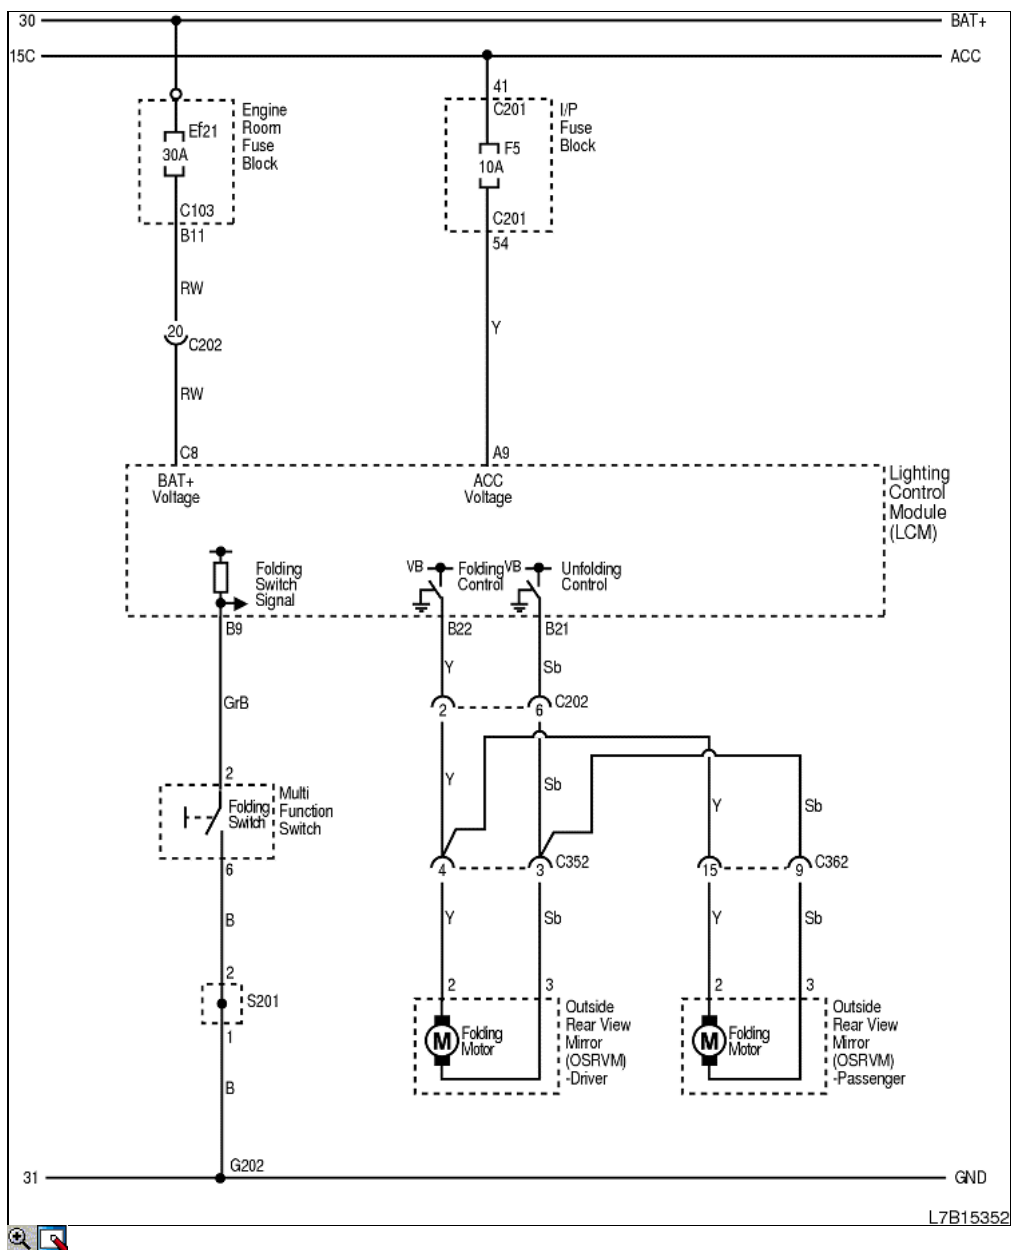 30 BAT+
15C ACC
41
C201
Engine
Room
Fuse
Block
Ef21
30A
C103
B11
I/P
Fuse
Block
F5
10A
C201
54
RW
20
C202
RW
Y
C8
A9
BAT+
Voltage
ACC
Voltage
Lighting
Control
Module
(LCM)
Folding
Switch
Signal
VB
Folding
Control
VB
Unfolding
Control
B9
B22
B21
Y
Sb
GrB
2
6
C202
Y
Sb
Y
Sb
2
Folding
Switch
Multi
Function
Switch
6
4
3
C352
15
9
C362
B
Y
Sb
Y
Sb
2
S201
1
2
3
2
3
M
Folding
Motor
Outside
Rear View
Mirror
(OSRVM)
-Driver
M
Folding
Motor
Outside
Rear View
Mirror
(OSRVM)
-Passenger
B
G202
31 GND
L7B15352